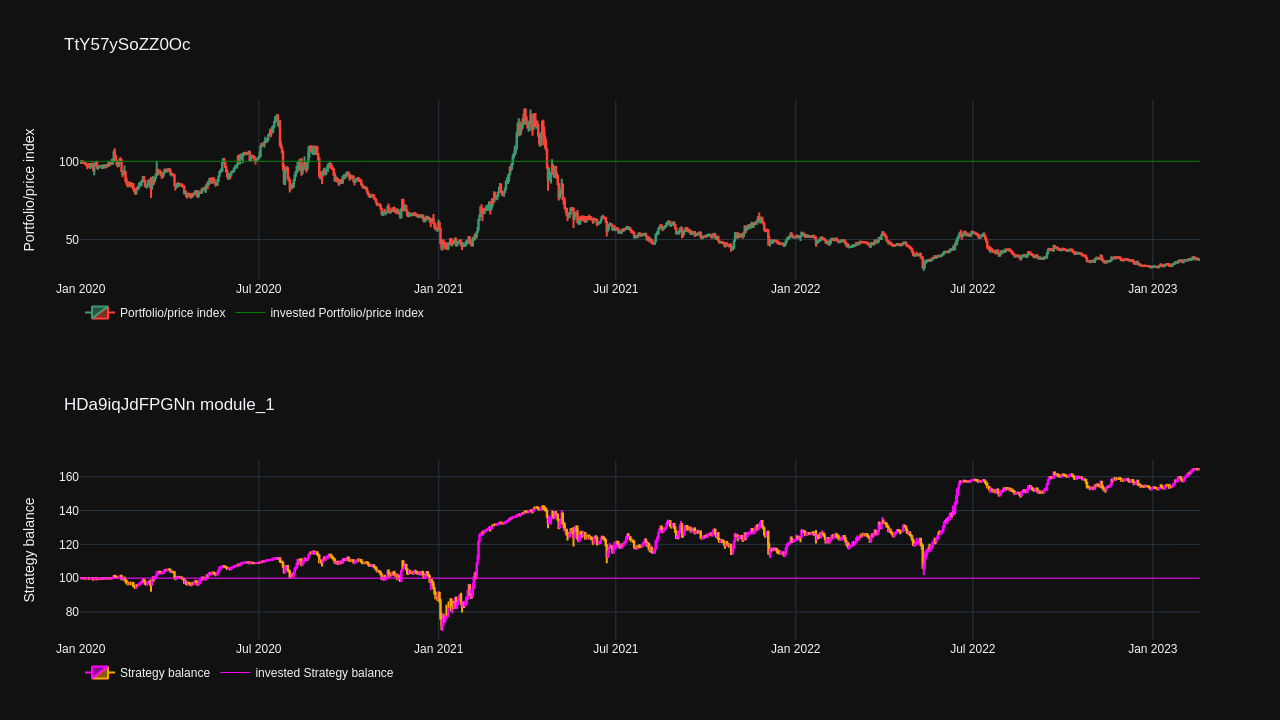 TtY57ySoZZ0Oc
Portfolio/price index
100
50
Jan 2020
Jul 2020
Jan 2021
Jul 2021
Jan 2022
Jul 2022
Jan 2023
Portfolio/price index
invested Portfolio/price index
HDa9iqJdFPGNn module_1
Strategy balance
160
140
120
100
80
Jan 2020
Jul 2020
Jan 2021
Jul 2021
Jan 2022
Jul 2022
Jan 2023
Strategy balance
invested Strategy balance